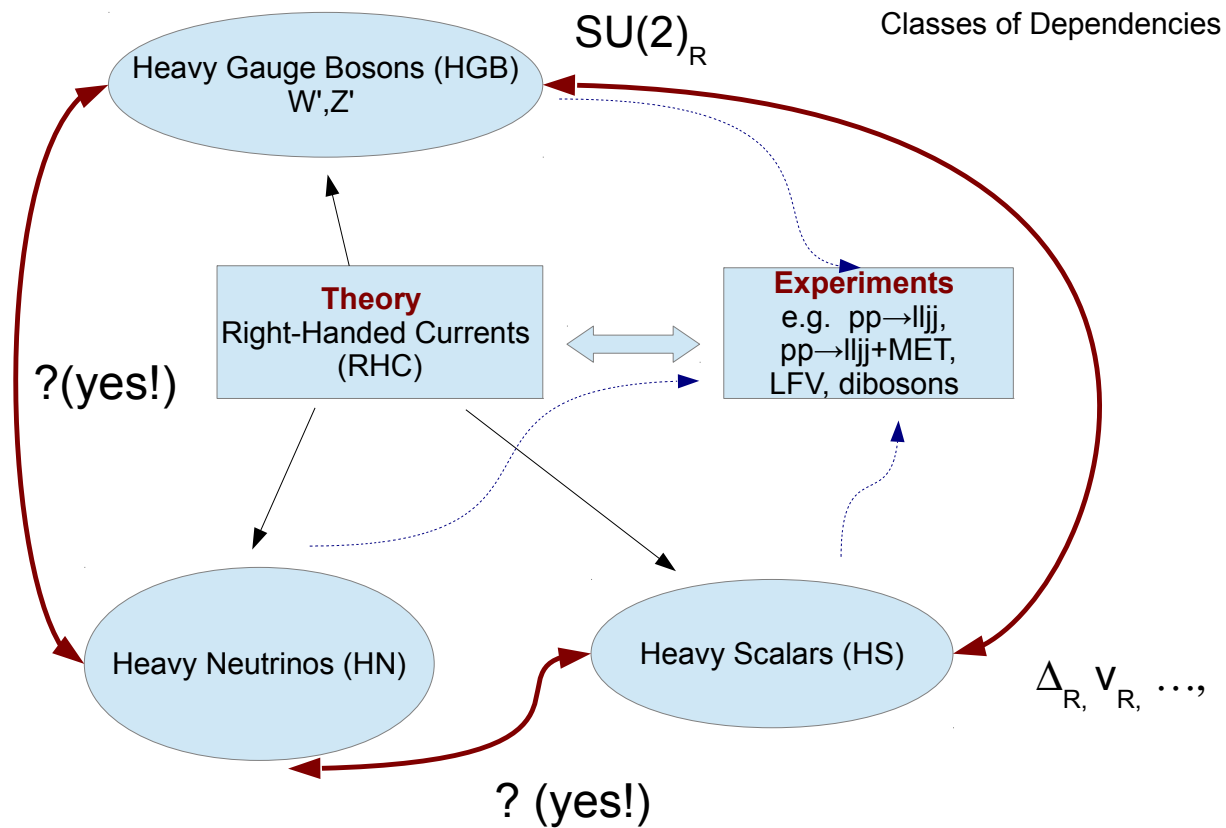 Classes of Dependencies
SU(2)R
Heavy Gauge Bosons (HGB)
W',Z'
Theory
Right-Handed Currents
(RHC)
Experiments
e.g. pp→lljj,
pp→lljj+MET,
LFV, dibosons
?(yes!)
Heavy Neutrinos (HN)
Heavy Scalars (HS)
ΔR, vR, …,
? (yes!)